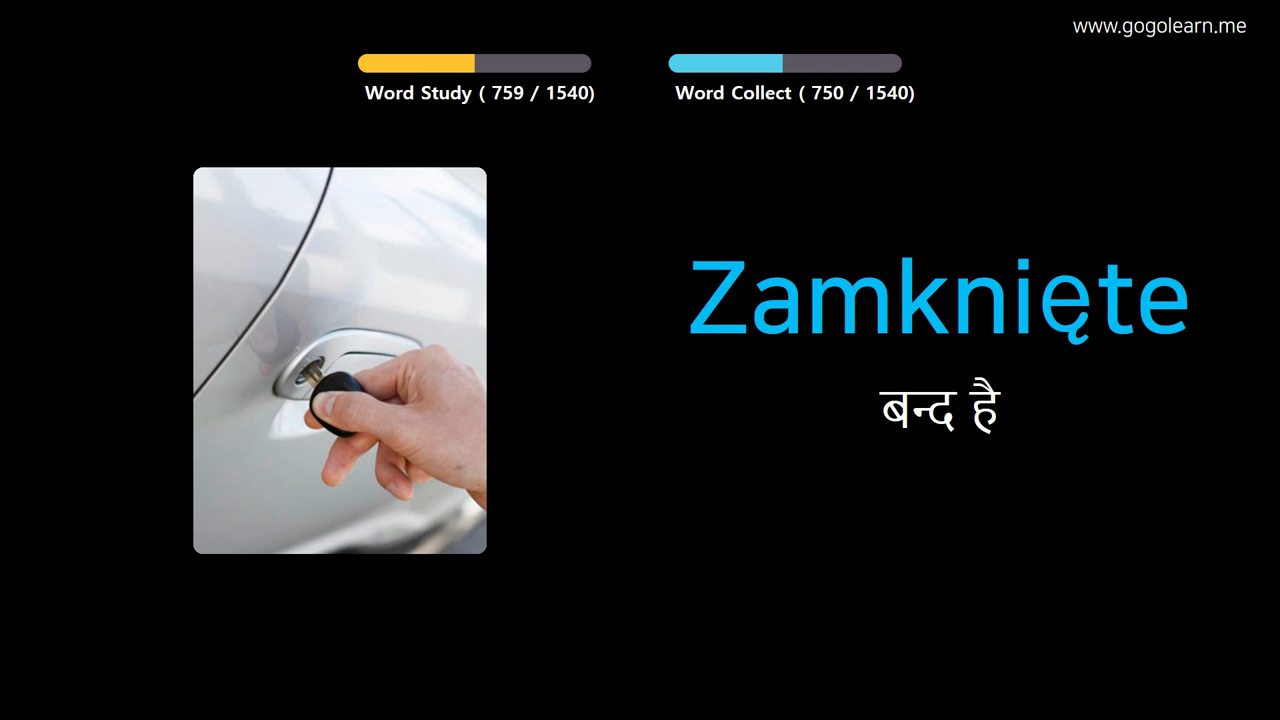 www.gogolearn.me
Word Study ( 759 / 1540)
Word Collect ( 750 / 1540)
Zamknięte
बन्द है